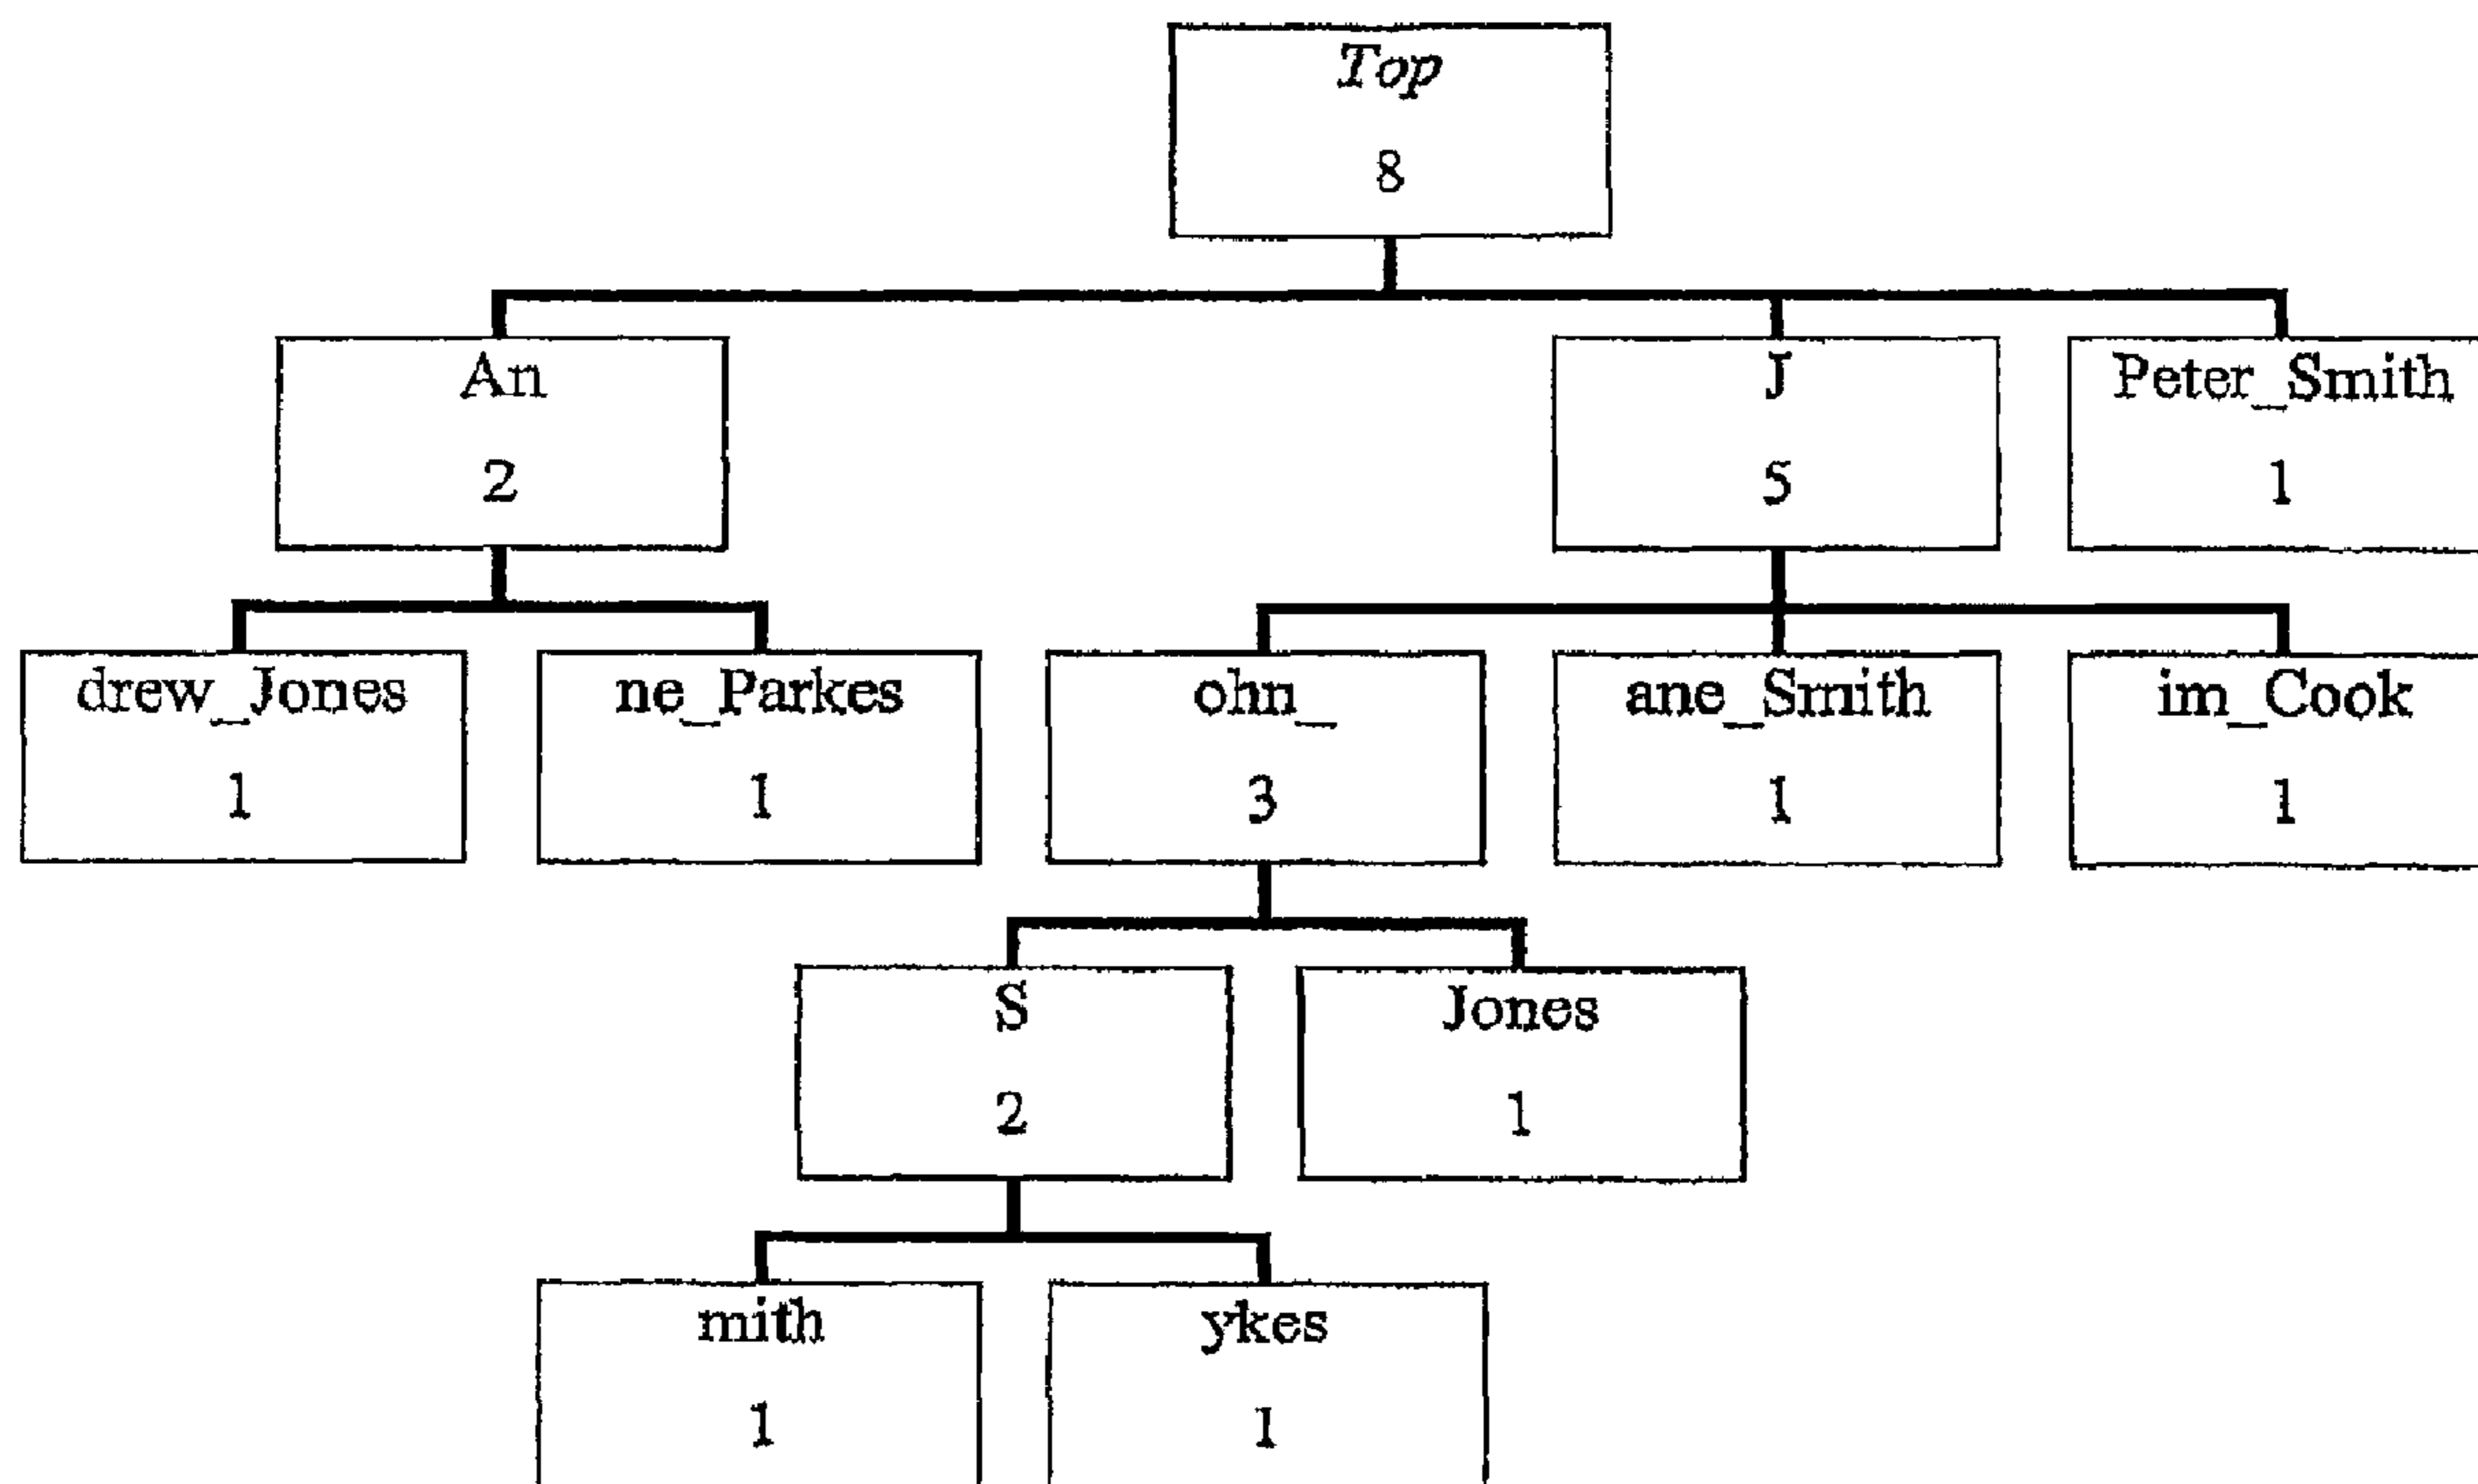 Top
8
An
2
J
5
Peter_Smith
1
drew_Jones
1
ne_Parkes
1
ohn_
3
ane_Smith
1
im_Cook
1
S
2
Jones
1
mith
1
ykes
1